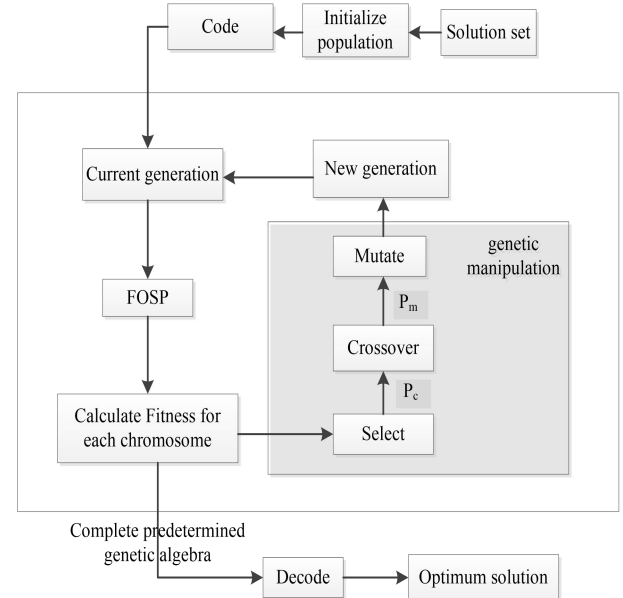 Code
Initialize
population
Solution set
Current generation
New generation
genetic
manipulation
Mutate
FOSP
Pm
Crossover
Pc
Calculate Fitness for
each chromosome
Select
Complete predetermined
genetic algebra
Decode
Optimum solution